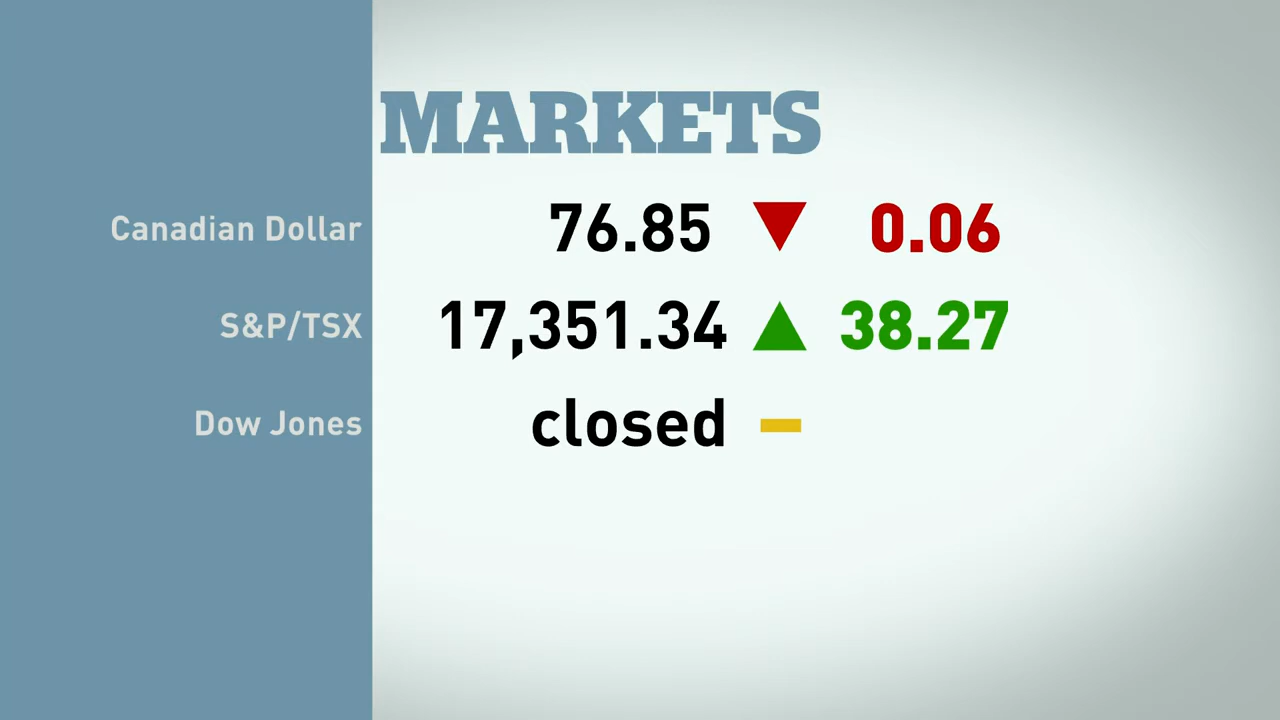 MARKETS
Canadian Dollar 76.85 ▼ 0.06
S&P/TSX 17,351.34 ▲ 38.27
Dow Jones closed –